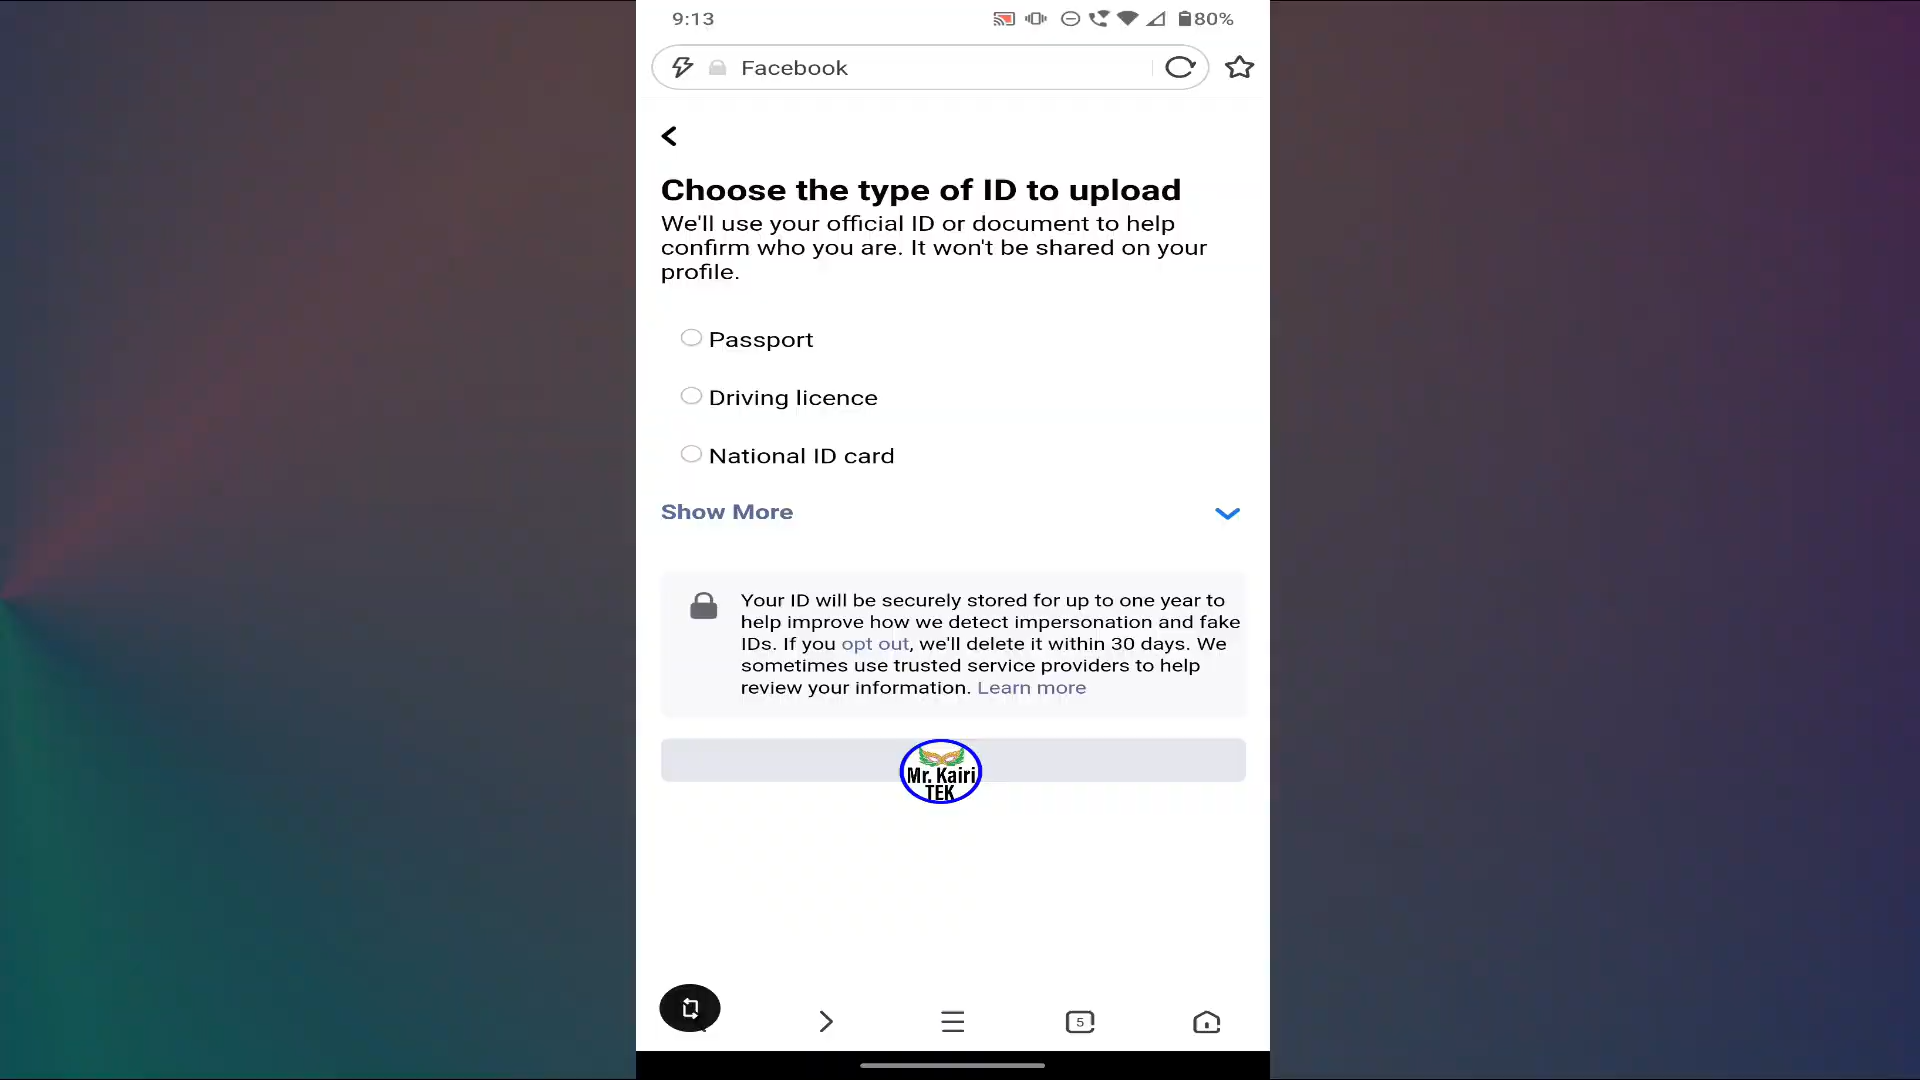 9:13
80%
Facebook
Choose the type of ID to upload
We'll use your official ID or document to help
confirm who you are. It won't be shared on your
profile.
Passport
Driving licence
National ID card
Show More
Your ID will be securely stored for up to one year to
help improve how we detect impersonation and fake
IDs. If you opt out, we'll delete it within 30 days. We
sometimes use trusted service providers to help
review your information. Learn more
Mr. Kairi
TEK
5